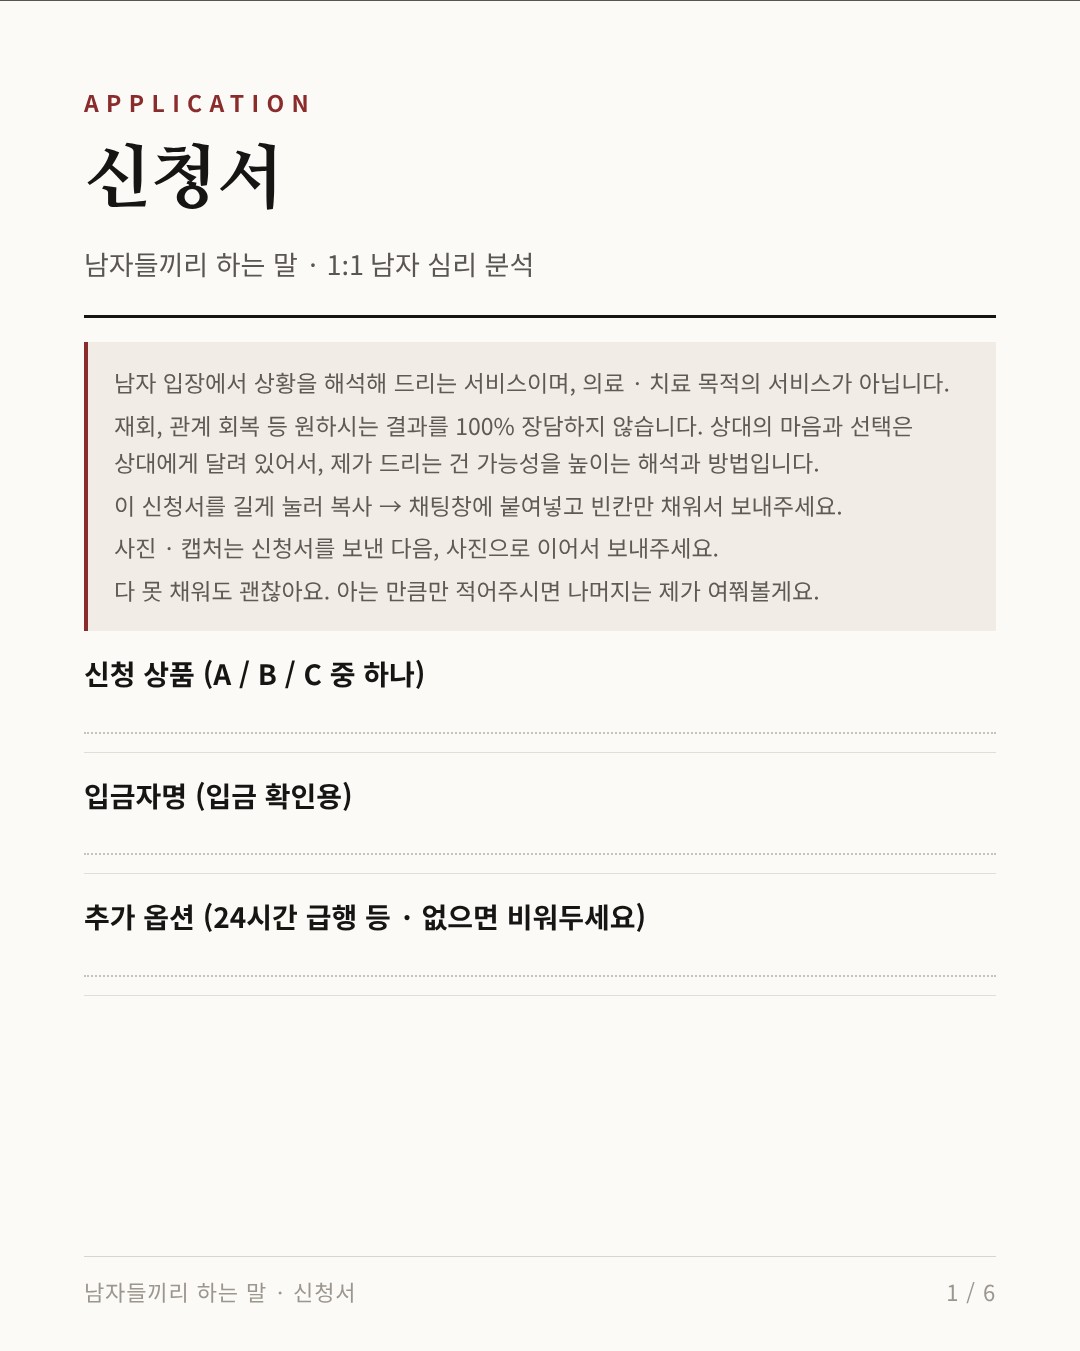 APPLICATION
신청서
남자들끼리 하는 말 · 1:1 남자 심리 분석
남자 입장에서 상황을 해석해 드리는 서비스이며, 의료 · 치료 목적의 서비스가 아닙니다.
재회, 관계 회복 등 원하시는 결과를 100% 장담하지 않습니다. 상대의 마음과 선택은
상대에게 달려 있어서, 제가 드리는 건 가능성을 높이는 해석과 방법입니다.
이 신청서를 길게 눌러 복사 → 채팅창에 붙여넣고 빈칸만 채워서 보내주세요.
사진 · 캡처는 신청서를 보낸 다음, 사진으로 이어서 보내주세요.
다 못 채워도 괜찮아요. 아는 만큼만 적어주시면 나머지는 제가 여쭤볼게요.
신청 상품 (A / B / C 중 하나)
입금자명 (입금 확인용)
추가 옵션 (24시간 급행 등 · 없으면 비워두세요)
남자들끼리 하는 말 · 신청서
1 / 6